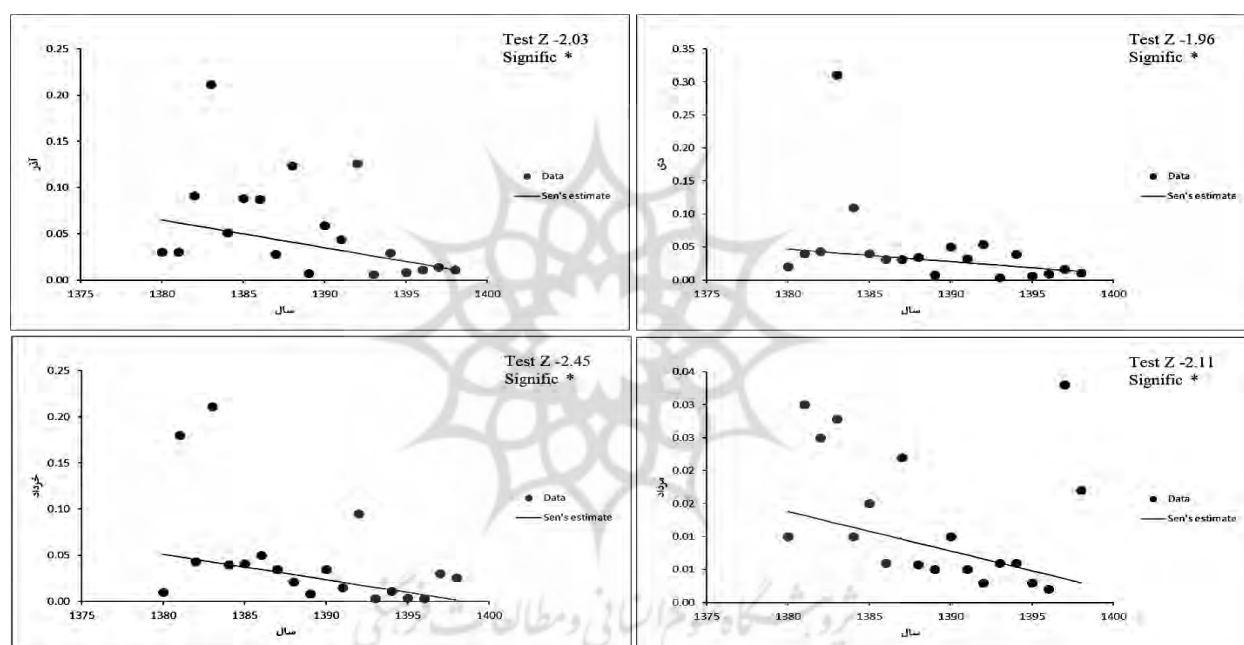 Test Z -2.03
Signific *
0.25
0.20
0.15
0.10
0.05
0.00
آذر
Data
Sen's estimate
1375
1380
1385
1390
1395
1400
سال
Test Z -1.96
Signific *
0.35
0.30
0.25
0.20
0.15
0.10
0.05
0.00
دی
Data
Sen's estimate
1375
1380
1385
1390
1395
1400
سال
Test Z -2.45
Signific *
0.25
0.20
0.15
0.10
0.05
0.00
خرداد
Data
Sen's estimate
1375
1380
1385
1390
1395
1400
سال
Test Z -2.11
Signific *
0.04
0.03
0.03
0.02
0.02
0.01
0.01
0.00
مرداد
Data
Sen's estimate
1375
1380
1385
1390
1395
1400
سال
پژوهشگاه علوم انسانی و مطالعات فرهنگی